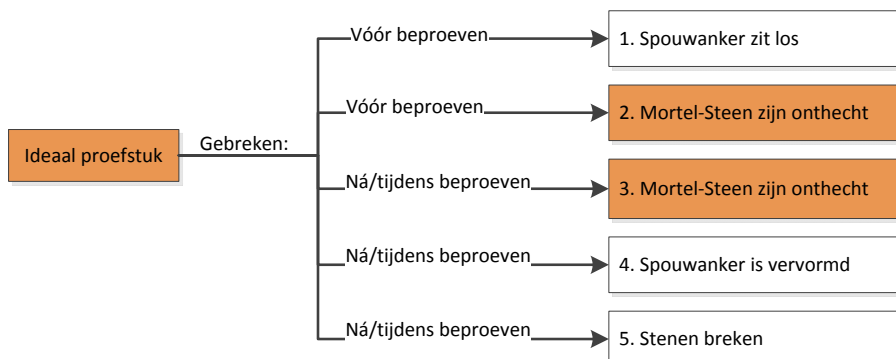 Vóór beproeven
1. Spouwanker zit los
Vóór beproeven
2. Mortel-Steen zijn onthecht
Ideaal proefstuk
Gebreken:
Ná/tijdens beproeven
3. Mortel-Steen zijn onthecht
Ná/tijdens beproeven
4. Spouwanker is vervormd
Ná/tijdens beproeven
5. Stenen breken